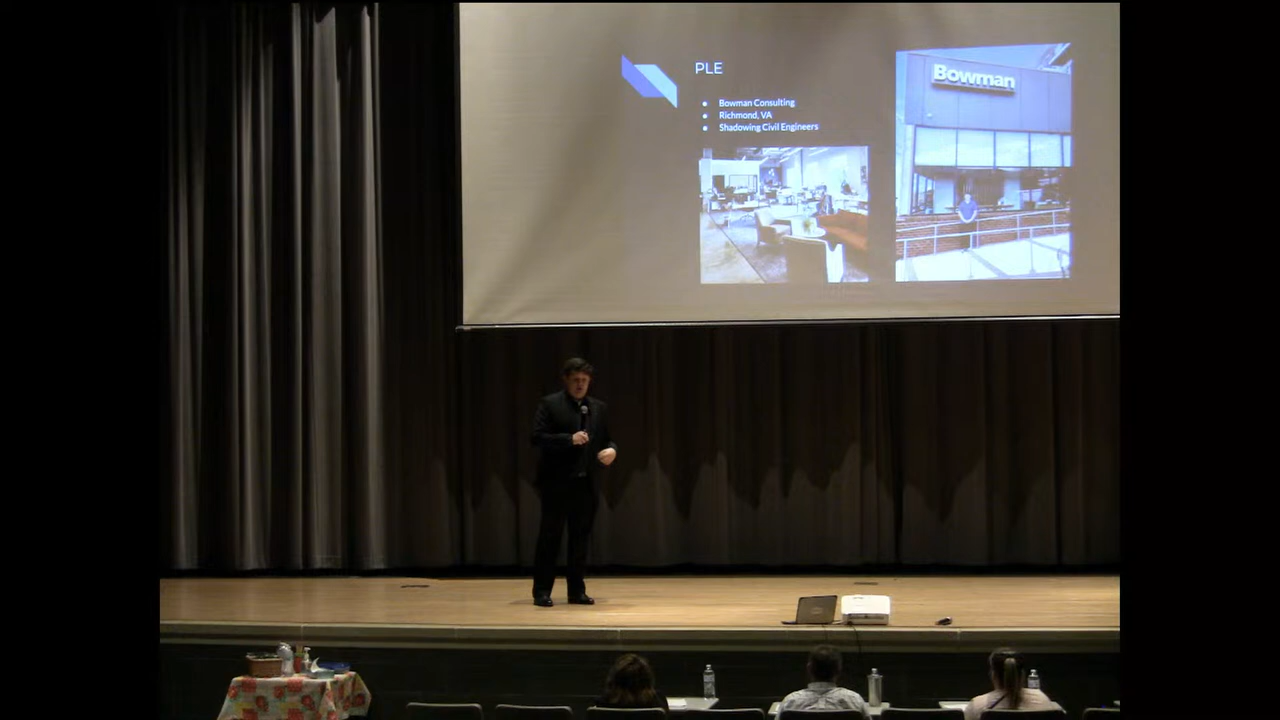 PLE
Bowman Consulting
Richmond, VA
Shadowing Civil Engineers
Bowman